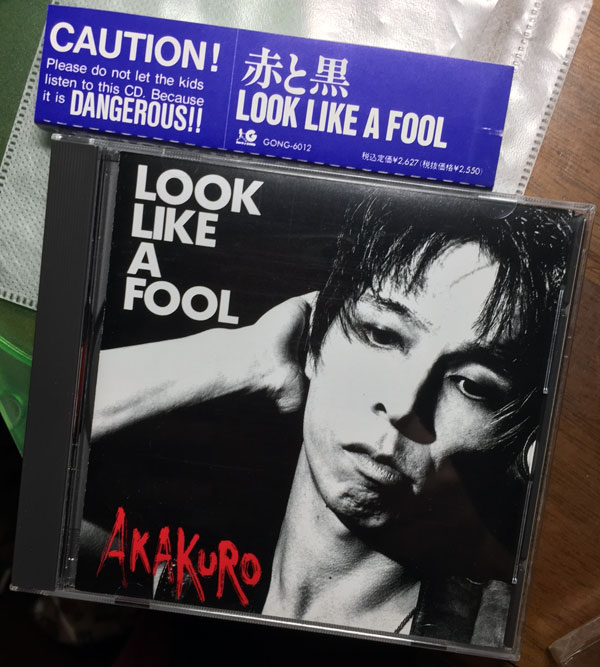 CAUTION!
Please do not let the kids
listen to this CD. Because
it is DANGEROUS!!
赤と黒
LOOK LIKE A FOOL
GONG-6012
税込定価¥2,627(税抜価格¥2,550)
LOOK
LIKE
A
FOOL
AKAKURO